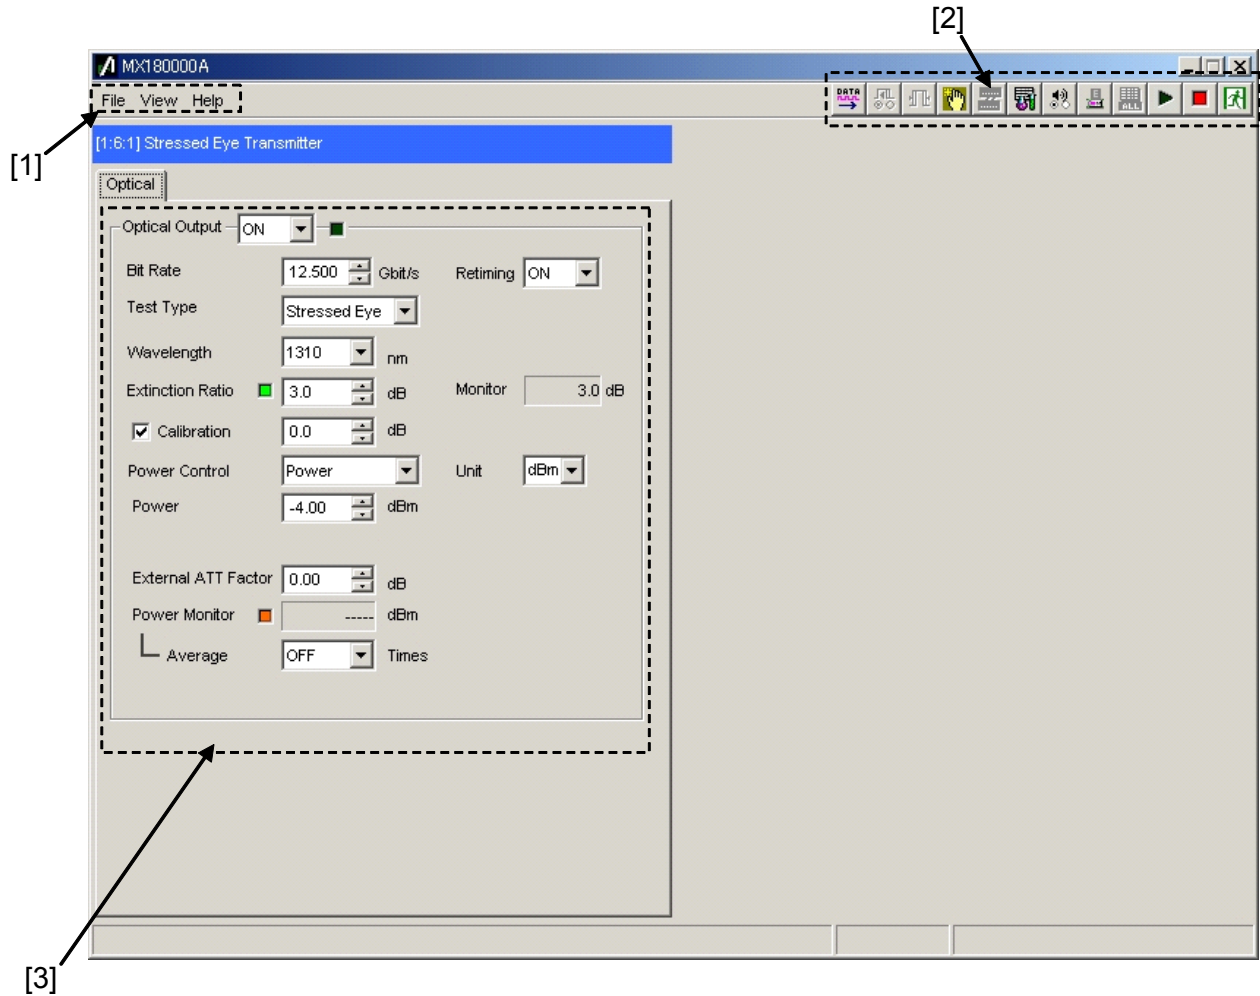 [2]
MX180000A
File View Help
DATA
ALL
[1]
[1:6:1] Stressed Eye Transmitter
Optical
Optical Output ON
Bit Rate 12.500 Gbit/s Retiming ON
Test Type Stressed Eye
Wavelength 1310 nm
Extinction Ratio 3.0 dB Monitor 3.0 dB
Calibration 0.0 dB
Power Control Power Unit dBm
Power -4.00 dBm
External ATT Factor 0.00 dB
Power Monitor ----- dBm
Average OFF Times
[3]